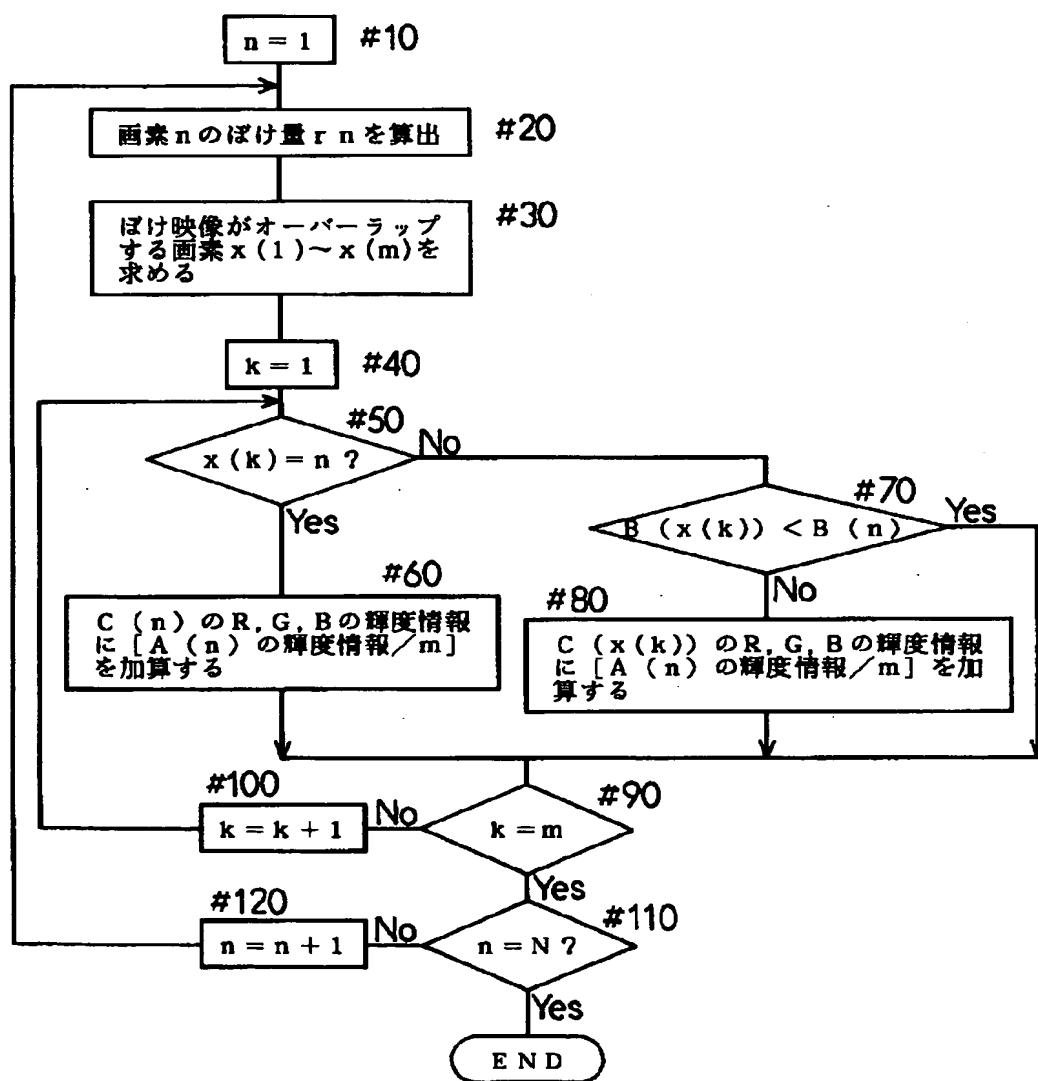 n = 1 #10
画素nのぼけ量r nを算出 #20
ぼけ映像がオーバーラップ #30
する画素x (1)～x (m)を
求める
k = 1 #40
#50
x (k) = n ?
No
Yes
#70
B (x(k)) < B (n)
Yes
No
#60
C (n) のR, G, Bの輝度情報
に [A (n) の輝度情報/m]
を加算する
#80
C (x(k)) のR, G, Bの輝度情報
に [A (n) の輝度情報/m] を加
算する
#90
k = m
No
Yes
#100
k = k + 1
#110
n = N ?
No
Yes
#120
n = n + 1
END